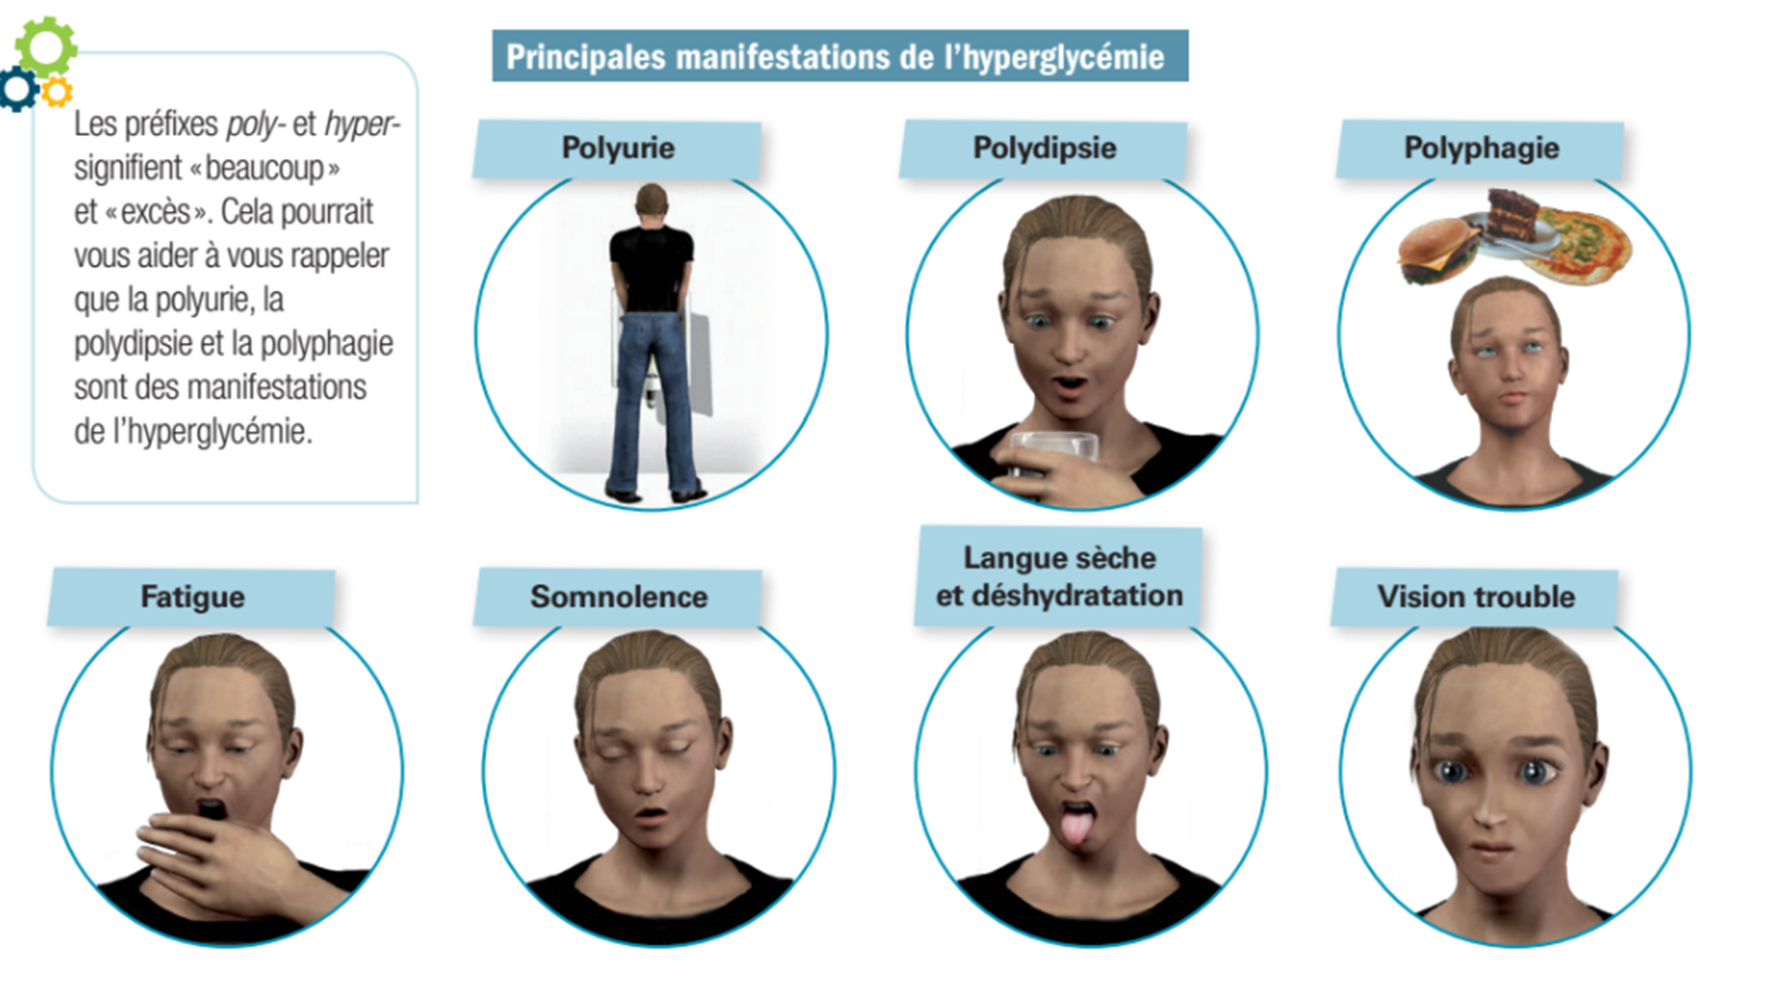 Principales manifestations de l’hyperglycémie
Les préfixes poly- et hyper-
signifient «beaucoup»
et «excès». Cela pourrait
vous aider à vous rappeler
que la polyurie, la
polydipsie et la polyphagie
sont des manifestations
de l’hyperglycémie.
Polyurie
Polydipsie
Polyphagie
Fatigue
Somnolence
Langue sèche
et déshydratation
Vision trouble